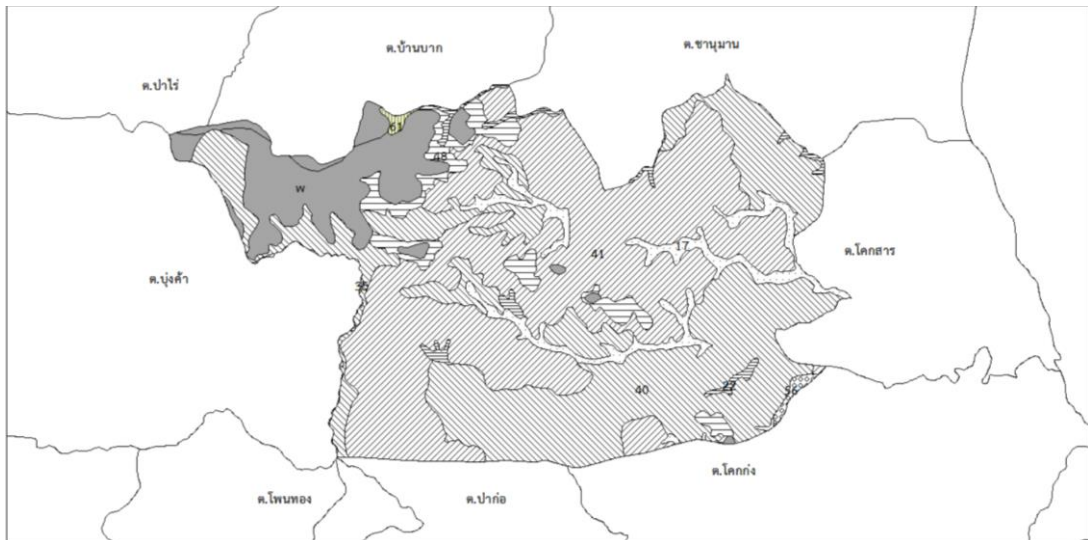 ต.บ้านบาก
ต.ชานุมาน
ต.ป่าไร่
48
W
41
17
ต.โคกสาร
ต.บุ่งค้า
35
40
22
56
ต.โคกก่ง
ต.โพนทอง
ต.ป่าก่อ